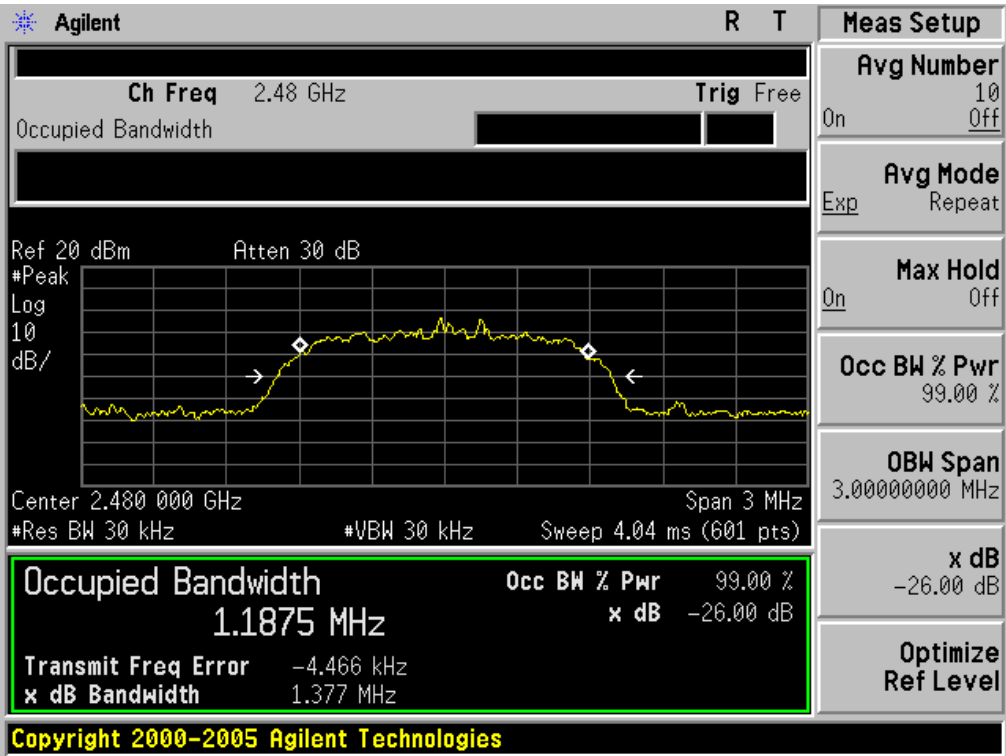 Agilent R T
Ch Freq 2.48 GHz Trig Free
Occupied Bandwidth
Ref 20 dBm Atten 30 dB
#Peak
Log
10
dB/
Center 2.480 000 GHz Span 3 MHz
#Res BW 30 kHz #VBW 30 kHz Sweep 4.04 ms (601 pts)
Occupied Bandwidth
1.1875 MHz
Occ BW % Pwr 99.00 %
x dB -26.00 dB
Transmit Freq Error -4.466 kHz
x dB Bandwidth 1.377 MHz
Copyright 2000-2005 Agilent Technologies
Meas Setup
Avg Number
10
On Off
Avg Mode
Exp Repeat
Max Hold
On Off
Occ BW % Pwr
99.00 %
OBW Span
3.00000000 MHz
x dB
-26.00 dB
Optimize
Ref Level